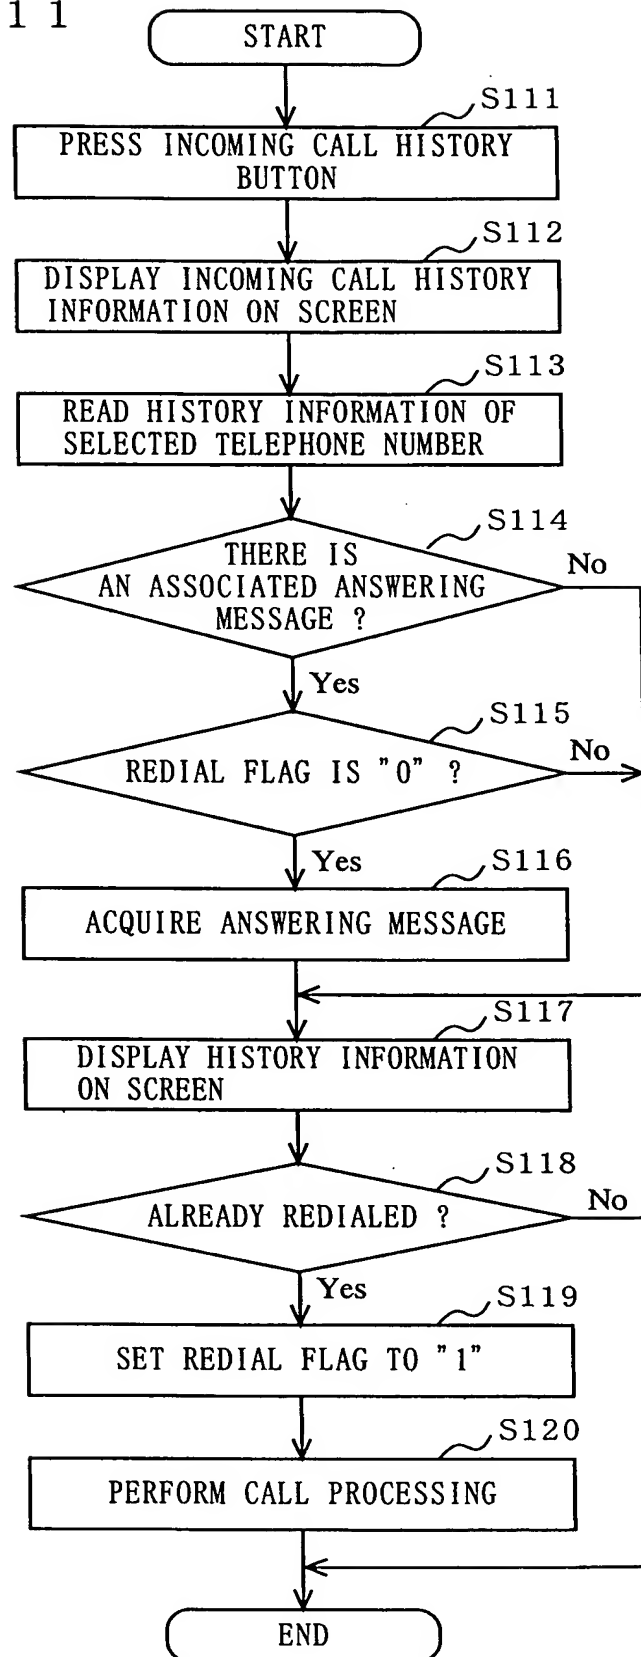 11
START
S111
PRESS INCOMING CALL HISTORY
BUTTON
S112
DISPLAY INCOMING CALL HISTORY
INFORMATION ON SCREEN
S113
READ HISTORY INFORMATION OF
SELECTED TELEPHONE NUMBER
S114
THERE IS
AN ASSOCIATED ANSWERING
MESSAGE ?
No
Yes
S115
REDIAL FLAG IS "0" ?
No
Yes
S116
ACQUIRE ANSWERING MESSAGE
S117
DISPLAY HISTORY INFORMATION
ON SCREEN
S118
ALREADY REDIALED ?
No
Yes
S119
SET REDIAL FLAG TO "1"
S120
PERFORM CALL PROCESSING
END